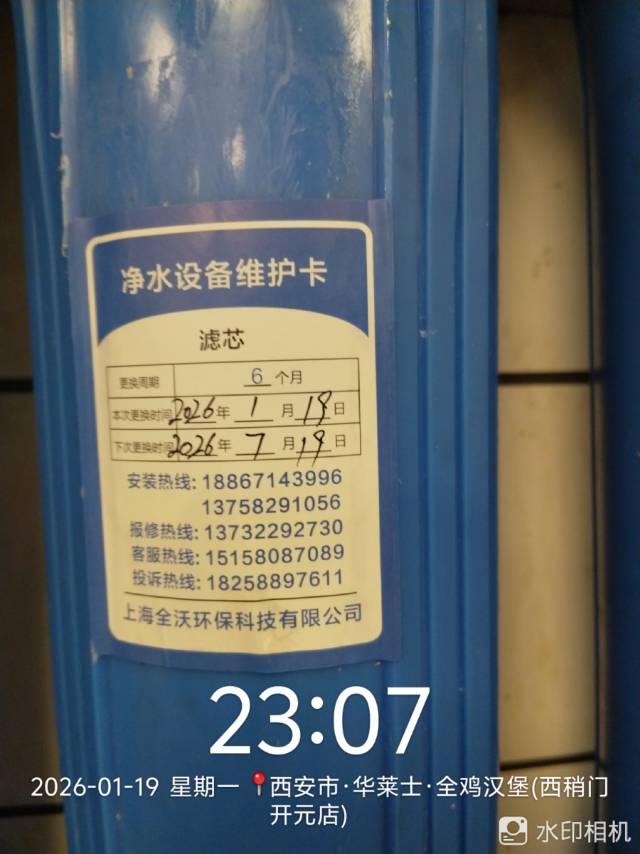 净水设备维护卡
滤芯
更换周期 6 个月
本次更换时间 2026 年 1 月 19 日
下次更换时间 2026 年 7 月 19 日
安装热线: 18867143996
13758291056
报修热线: 13732292730
客服热线: 15158087089
投诉热线: 18258897611
上海全沃环保科技有限公司
23:07
2026-01-19 星期一 西安市·华莱士·全鸡汉堡(西稍门
开元店)
水印相机